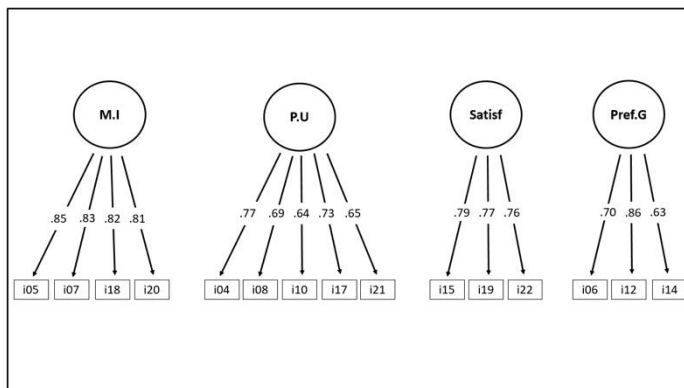 M.I P.U Satisf Pref.G
.85 .83 .82 .81 .77 .69 .64 .73 .65 .79 .77 .76 .70 .86 .63
i05 i07 i18 i20 i04 i08 i10 i17 i21 i15 i19 i22 i06 i12 i14